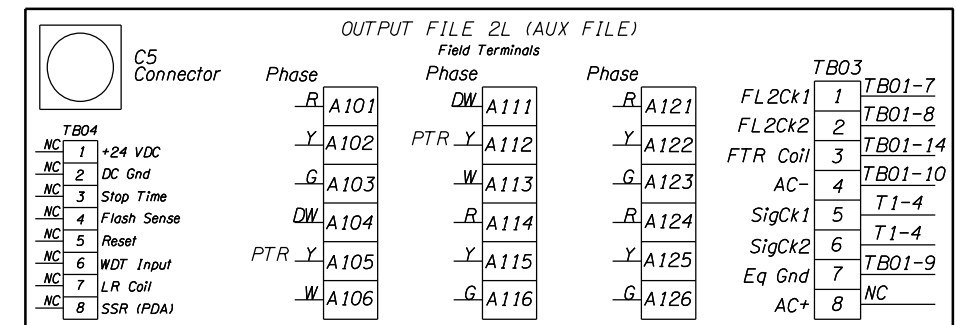 OUTPUT FILE 2L (AUX FILE)
Field Terminals
C5
Connector
Phase Phase Phase
R A101 DW A111 R A121
Y A102 PTR Y A112 Y A122
G A103 W A113 G A123
DW A104 R A114 R A124
PTR Y A105 Y A115 Y A125
W A106 G A116 G A126
TB04
NC 1 +24 VDC
NC 2 DC Gnd
NC 3 Stop Time
NC 4 Flash Sense
NC 5 Reset
NC 6 WDT Input
NC 7 LR Coil
NC 8 SSR (PDA)
TB03
FL2Ck1 1 TB01-7
FL2Ck2 2 TB01-8
FTR Coil 3 TB01-14
AC- 4 TB01-10
SigCk1 5 T1-4
SigCk2 6 T1-4
Eq Gnd 7 TB01-9
AC+ 8 NC